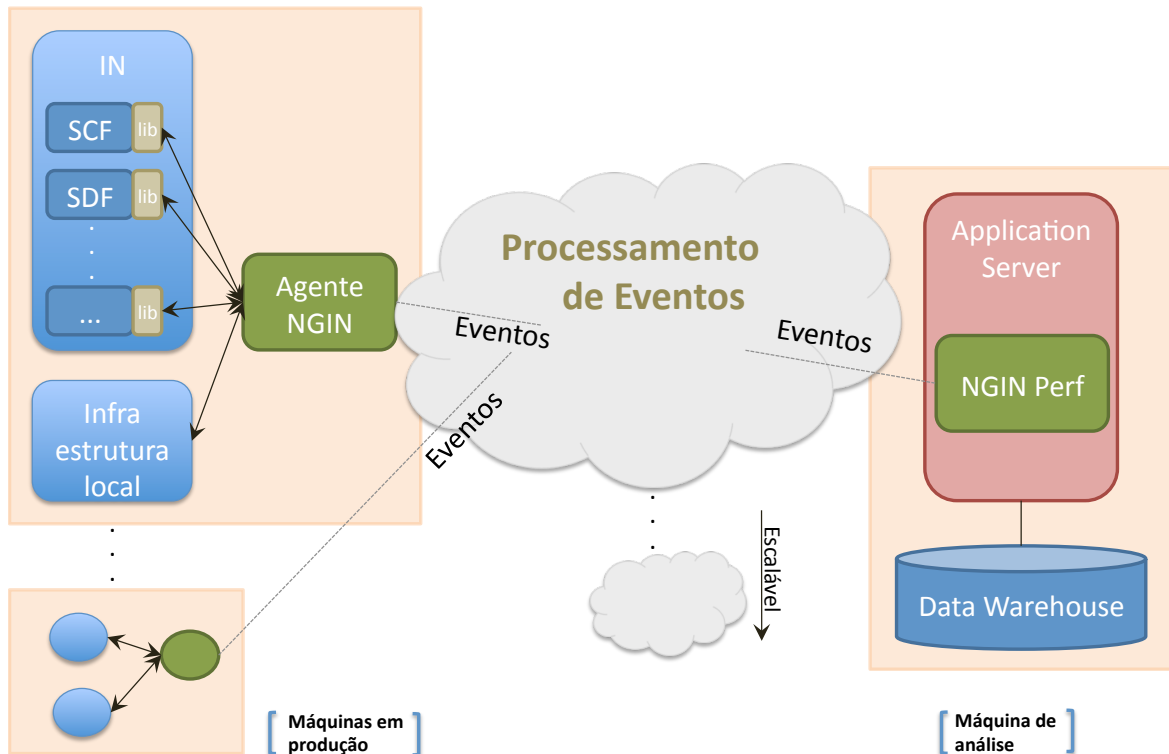 IN
SCF
lib
SDF
lib
...
lib
Agente
NGIN
Infra
estrutura
local
Processamento
de Eventos
Eventos
Eventos
Eventos
Escalável
Application
Server
NGIN Perf
Data Warehouse
Máquinas em
produção
Máquina de
análise